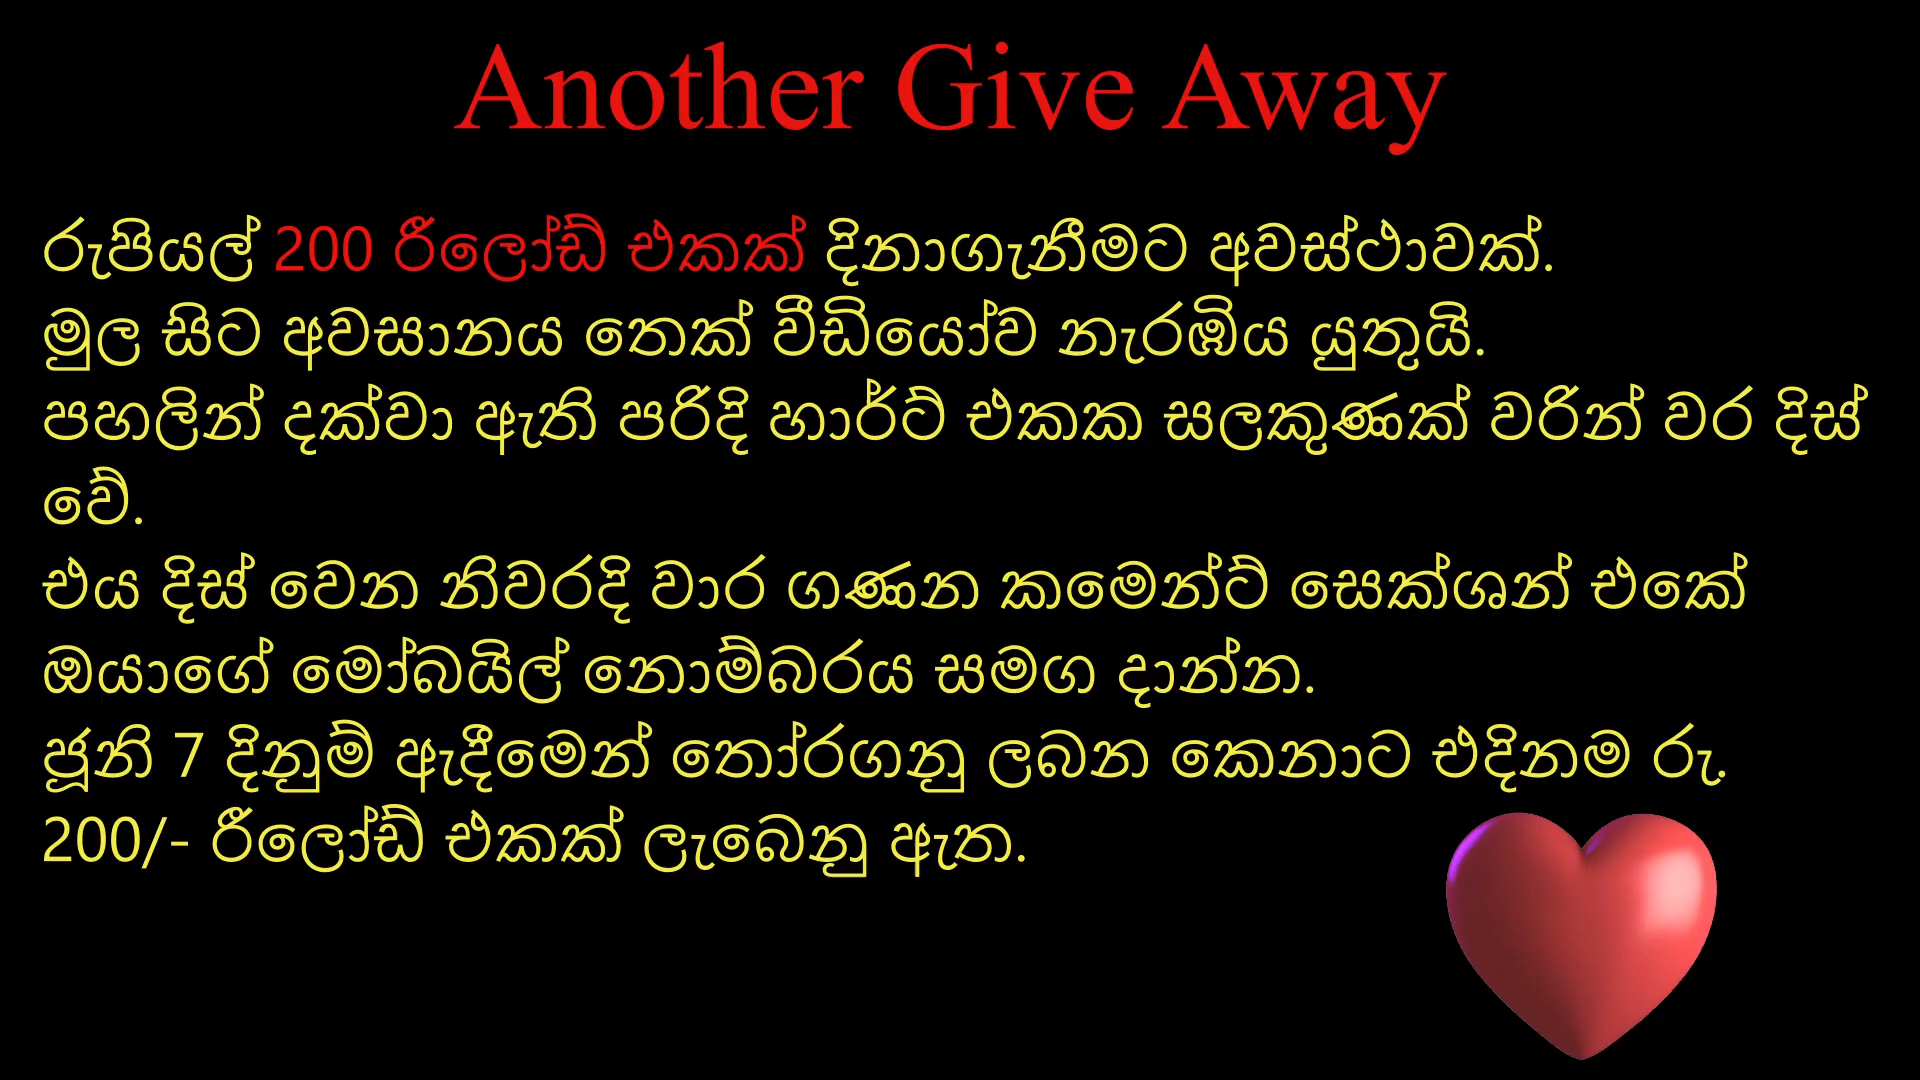 Another Give Away
රුපියල් 200 රීලෝඩ් එකක් දිනාගැනීමට අවස්ථාවක්.
මුල සිට අවසානය තෙක් වීඩියෝව නැරඹිය යුතුයි.
පහලින් දක්වා ඇති පරිදි හාර්ට් එකක සලකුණක් වරින් වර දිස්
වේ.
එය දිස් වෙන නිවරදි වාර ගණන කමෙන්ට් සෙක්ශන් එකේ
ඔයාගේ මෝබයිල් නොම්බරය සමග දාන්න.
ජූනි 7 දිනුම් ඇදීමෙන් තෝරගනු ලබන කෙනාට එදිනම රු.
200/- රීලෝඩ් එකක් ලැබෙනු ඇත.